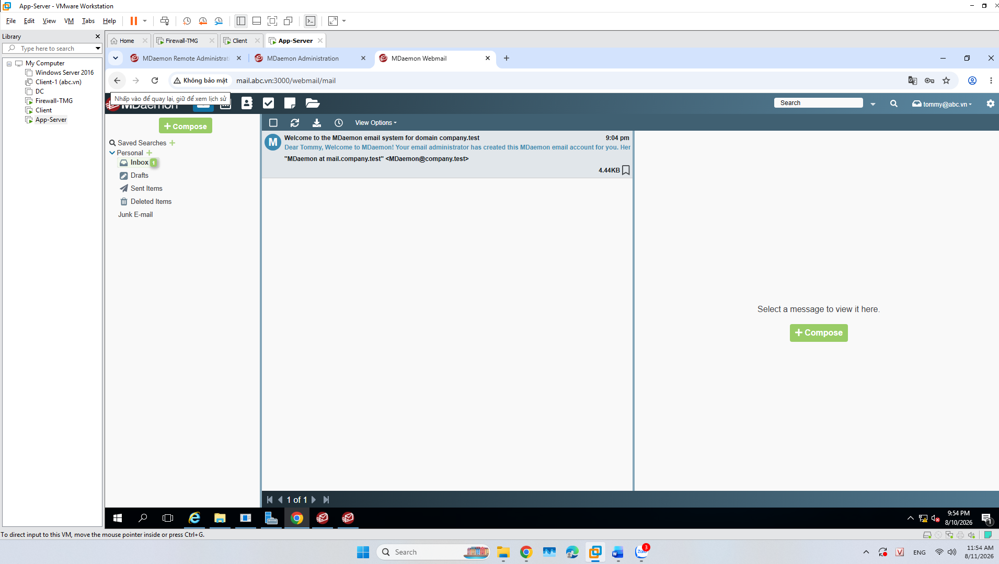 App-Server - VMware Workstation
File Edit View VM Tabs Help
Library
Type here to search
My Computer
Windows Server 2016
Client-1 (abc.vn)
DC
Firewall-TMG
Client
App-Server
Home Firewall-TMG Client App-Server
MDaemon Remote Administrati MDaemon Administration MDaemon Webmail
Không bảo mật mail.abc.vn:3000/webmail/mail
Nhấp vào để quay lại, giữ để xem lịch sử
MDaemon
Search tommy@abc.vn
+ Compose
View Options
Saved Searches +
Personal +
Inbox 1
Drafts
Sent Items
Deleted Items
Junk E-mail
M
Welcome to the MDaemon email system for domain company.test 9:04 pm
Dear Tommy, Welcome to MDaemon! Your email administrator has created this MDaemon email account for you. Her
"MDaemon at mail.company.test" <MDaemon@company.test>
4.44KB
Select a message to view it here.
+ Compose
1 of 1
9:54 PM
8/10/2026
1
To direct input to this VM, move the mouse pointer inside or press Ctrl+G.
Search
Zalo
3
ENG
11:54 AM
8/11/2026